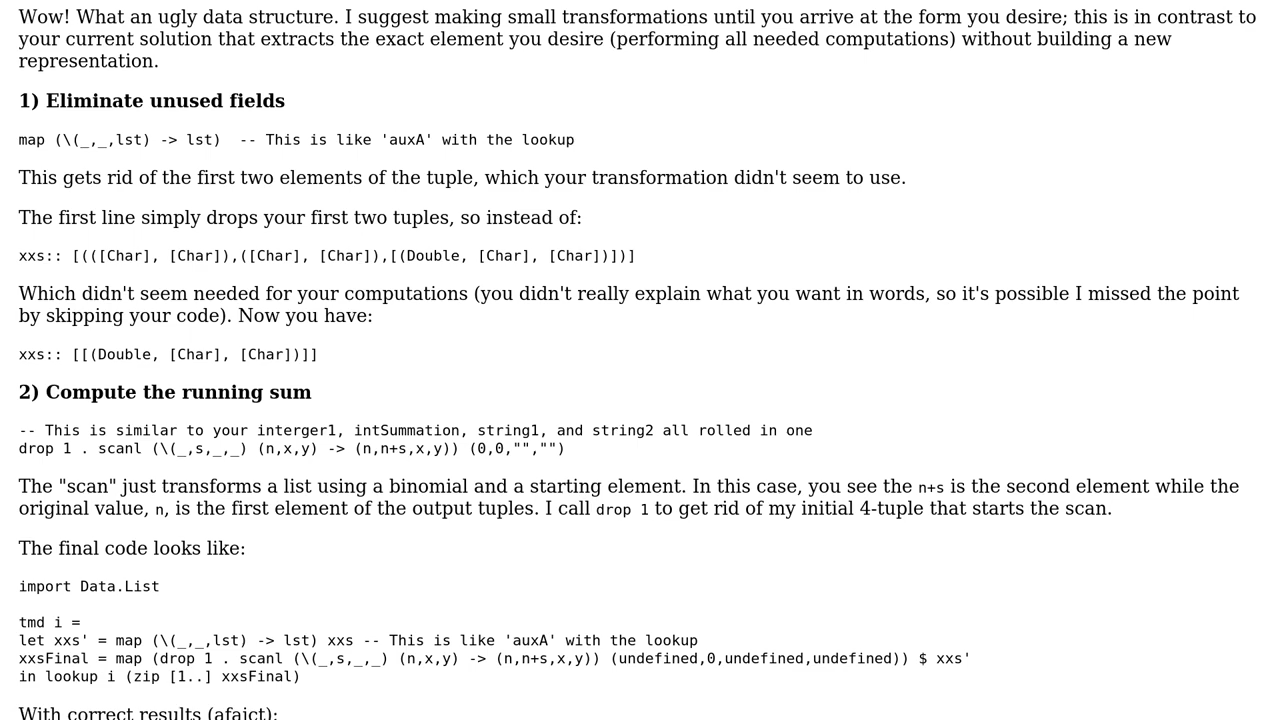 Wow! What an ugly data structure. I suggest making small transformations until you arrive at the form you desire; this is in contrast to
your current solution that extracts the exact element you desire (performing all needed computations) without building a new
representation.
1) Eliminate unused fields
map (\(_,_,lst) -> lst)  -- This is like 'auxA' with the lookup
This gets rid of the first two elements of the tuple, which your transformation didn't seem to use.
The first line simply drops your first two tuples, so instead of:
xxs:: [(([Char], [Char]),([Char], [Char]),[(Double, [Char], [Char])])]
Which didn't seem needed for your computations (you didn't really explain what you want in words, so it's possible I missed the point
by skipping your code). Now you have:
xxs:: [[(Double, [Char], [Char])]]
2) Compute the running sum
-- This is similar to your interger1, intSummation, string1, and string2 all rolled in one
drop 1 . scanl (\(_,s,_,_) (n,x,y) -> (n,n+s,x,y)) (0,0,"","")
The "scan" just transforms a list using a binomial and a starting element. In this case, you see the n+s is the second element while the
original value, n, is the first element of the output tuples. I call drop 1 to get rid of my initial 4-tuple that starts the scan.
The final code looks like:
import Data.List
tmd i =
let xxs' = map (\(_,_,lst) -> lst) xxs -- This is like 'auxA' with the lookup
xxsFinal = map (drop 1 . scanl (\(_,s,_,_) (n,x,y) -> (n,n+s,x,y)) (undefined,0,undefined,undefined)) $ xxs'
in lookup i (zip [1..] xxsFinal)
With correct results (afaict):